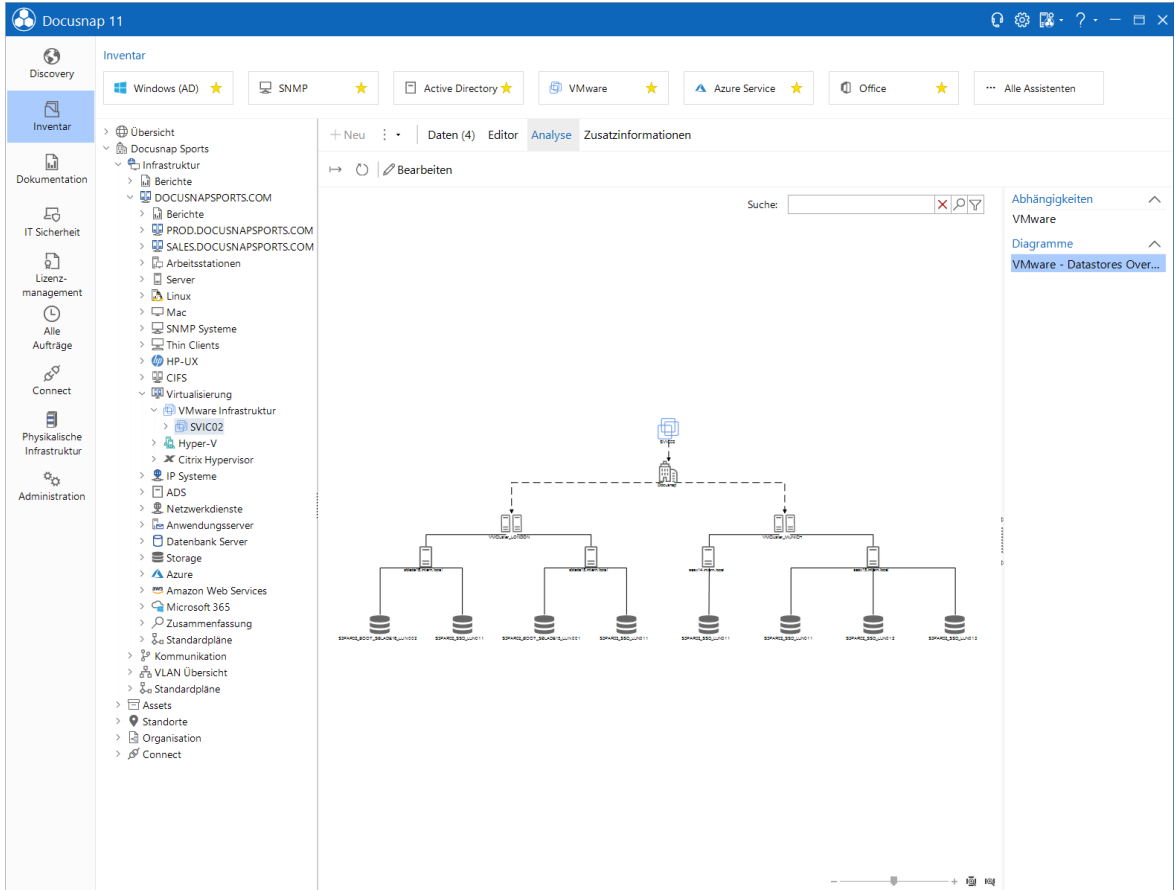 Docusnap 11
Discovery
Inventar
Dokumentation
IT Sicherheit
Lizenz-
management
Alle
Aufträge
Connect
Physikalische
Infrastruktur
Administration
Inventar
Windows (AD)
SNMP
Active Directory
VMware
Azure Service
Office
Alle Assistenten
Übersicht
Docusnap Sports
Infrastruktur
Berichte
DOCUSNAPSPORTS.COM
Berichte
PROD.DOCUSNAPSPORTS.COM
SALES.DOCUSNAPSPORTS.COM
Arbeitsstationen
Server
Linux
Mac
SNMP Systeme
Thin Clients
HP-UX
CIFS
Virtualisierung
VMware Infrastruktur
SVIC02
Hyper-V
Citrix Hypervisor
IP Systeme
ADS
Netzwerkdienste
Anwendungsserver
Datenbank Server
Storage
Azure
Amazon Web Services
Microsoft 365
Zusammenfassung
Standardpläne
Kommunikation
VLAN Übersicht
Standardpläne
Assets
Standorte
Organisation
Connect
Neu
Daten (4) Editor Analyse Zusatzinformationen
Bearbeiten
Suche:
SVIC02
Docusnap
VMCluster_LONDON
VMCluster_MUNICH
Abhängigkeiten
VMware
Diagramme
VMware - Datastores Over...